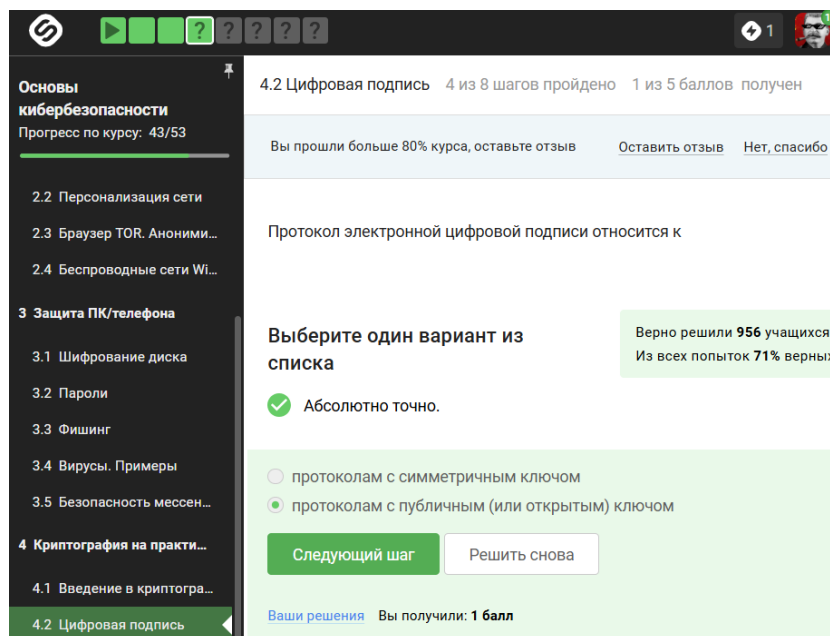 ? ? ? ? ?
1
Основы
кибербезопасности
Прогресс по курсу: 43/53
2.2 Персонализация сети
2.3 Браузер TOR. Аноними...
2.4 Беспроводные сети Wi...
3 Защита ПК/телефона
3.1 Шифрование диска
3.2 Пароли
3.3 Фишинг
3.4 Вирусы. Примеры
3.5 Безопасность мессен...
4 Криптография на практи...
4.1 Введение в криптогра...
4.2 Цифровая подпись
4.2 Цифровая подпись 4 из 8 шагов пройдено 1 из 5 баллов получен
Вы прошли больше 80% курса, оставьте отзыв Оставить отзыв Нет, спасибо
Протокол электронной цифровой подписи относится к
Выберите один вариант из
списка
Верно решили 956 учащихся
Из всех попыток 71% верных
Абсолютно точно.
протоколам с симметричным ключом
протоколам с публичным (или открытым) ключом
Следующий шаг Решить снова
Ваши решения Вы получили: 1 балл